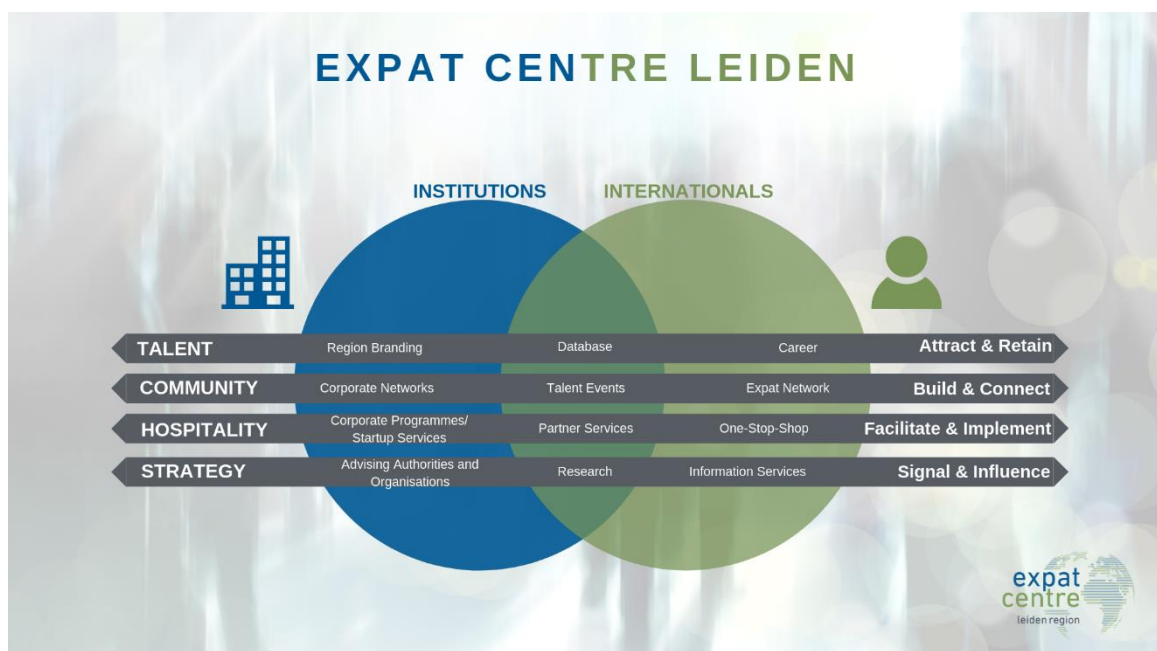 EXPAT CENTRE LEIDEN
INSTITUTIONS
INTERNATIONALS
TALENT
Region Branding
Database
Career
Attract & Retain
COMMUNITY
Corporate Networks
Talent Events
Expat Network
Build & Connect
HOSPITALITY
Corporate Programmes/
Startup Services
Partner Services
One-Stop-Shop
Facilitate & Implement
STRATEGY
Advising Authorities and
Organisations
Research
Information Services
Signal & Influence
expat
centre
leiden region